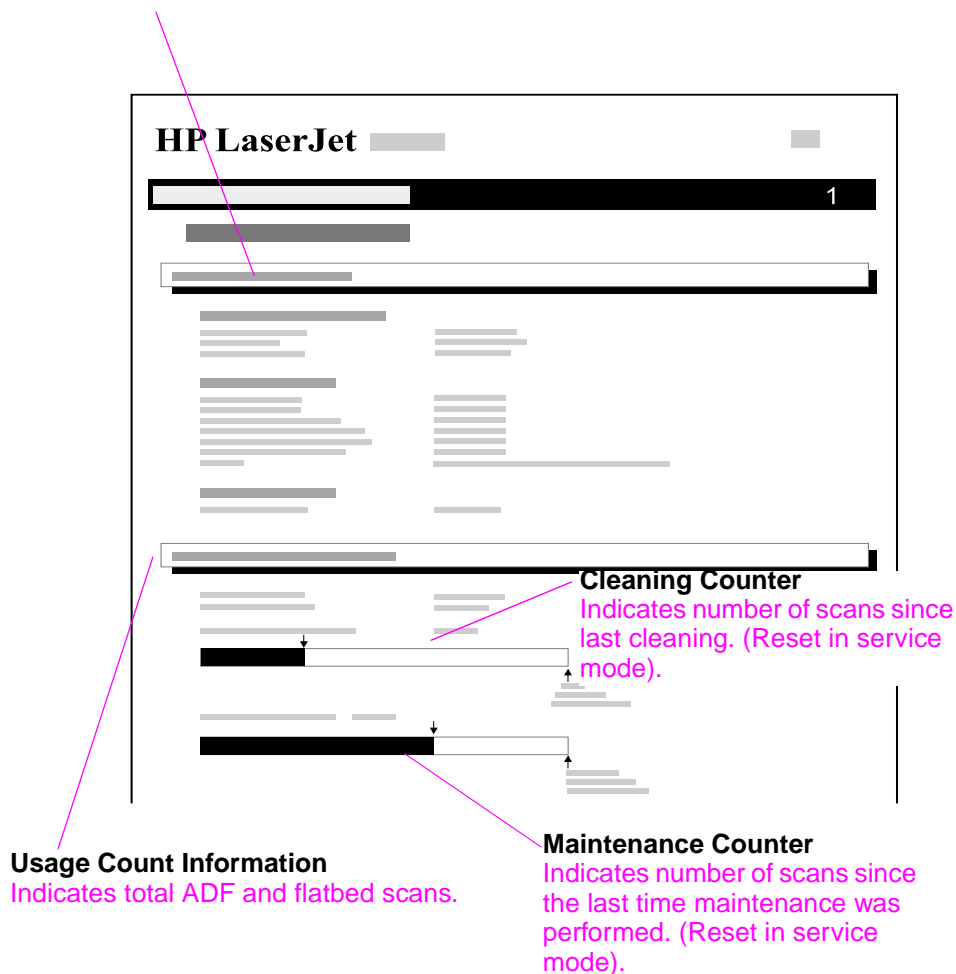 HP LaserJet
1
Cleaning Counter
Indicates number of scans since
last cleaning. (Reset in service
mode).
Usage Count Information
Indicates total ADF and flatbed scans.
Maintenance Counter
Indicates number of scans since
the last time maintenance was
performed. (Reset in service
mode).